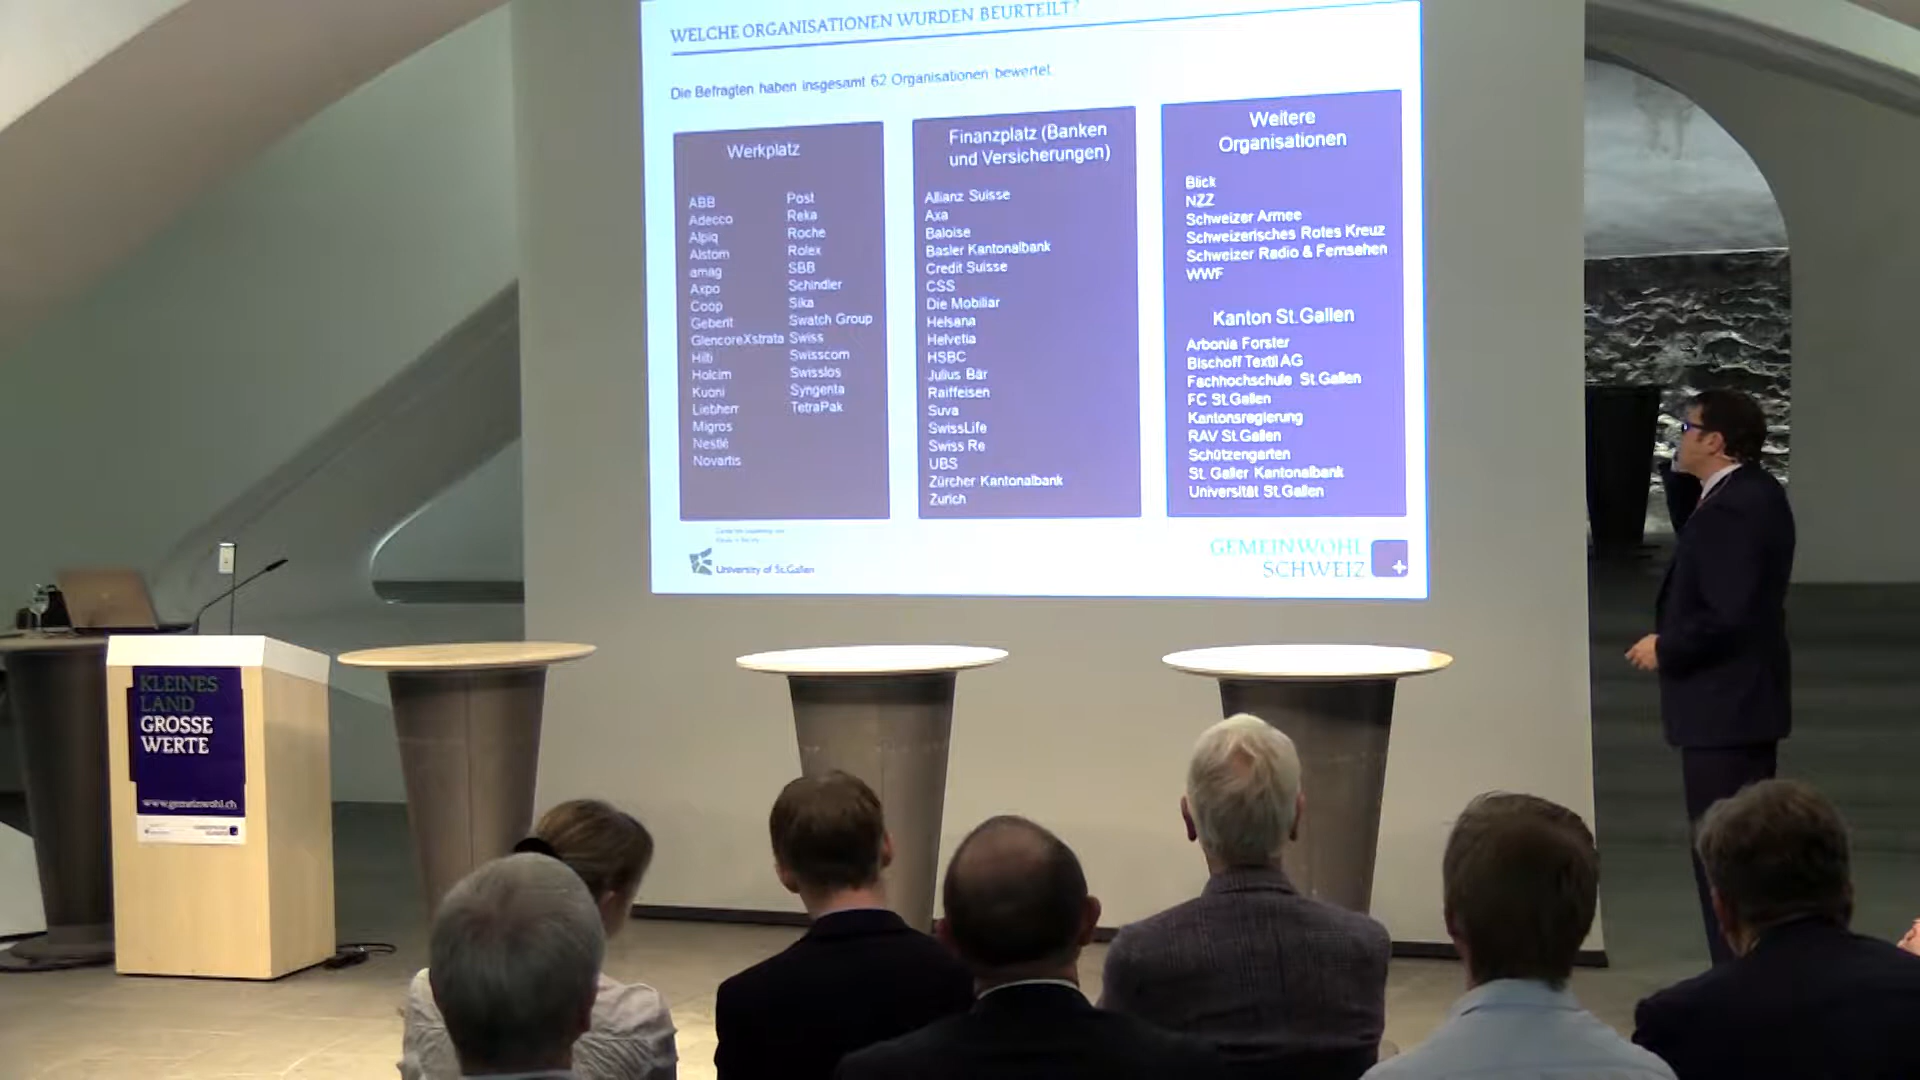 WELCHE ORGANISATIONEN WURDEN BEURTEILT?
Die Befragten haben insgesamt 62 Organisationen bewertet.
Werkplatz
ABB
Adecco
Alpiq
Alstom
amag
Axpo
Coop
Geberit
GlencoreXstrata
Hilti
Holcim
Kuoni
Liebherr
Migros
Nestlé
Novartis
Post
Reka
Roche
Rolex
SBB
Schindler
Sika
Swatch Group
Swiss
Swisscom
Swisslos
Syngenta
TetraPak
Finanzplatz (Banken
und Versicherungen)
Allianz Suisse
Axa
Baloise
Basler Kantonalbank
Credit Suisse
CSS
Die Mobiliar
Helsana
Helvetia
HSBC
Julius Bär
Raiffeisen
Suva
SwissLife
Swiss Re
UBS
Zürcher Kantonalbank
Zurich
Weitere
Organisationen
Blick
NZZ
Schweizer Armee
Schweizerisches Rotes Kreuz
Schweizer Radio & Fernsehen
WWF
Kanton St.Gallen
Arbonia Forster
Bischoff Textil AG
Fachhochschule St.Gallen
FC St.Gallen
Kantonsregierung
RAV St.Gallen
Schützengarten
St. Galler Kantonalbank
Universität St.Gallen
University of St.Gallen
GEMEINWOHL
SCHWEIZ
KLEINES
LAND
GROSSE
WERTE
www.gemeinwohl.ch